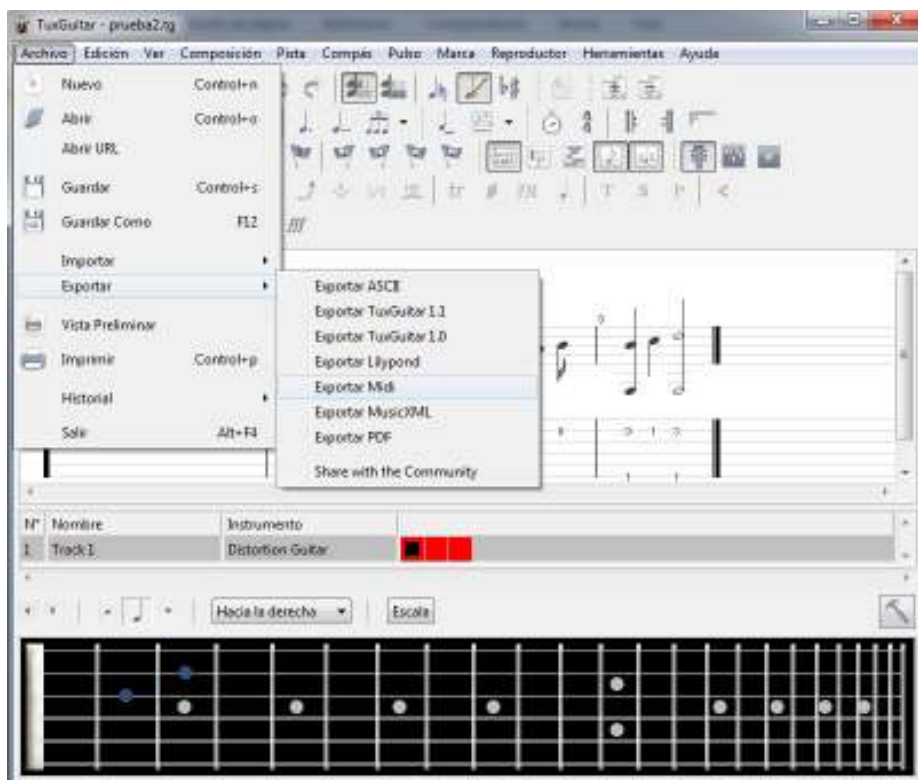 TuxGuitar - prueba2.tg
Archivo Edición Ver Composición Pista Compás Pulso Marca Reproductor Herramientas Ayuda
Nuevo Control+n
Abrir Control+o
Abrir URL
Guardar Control+s
Guardar Como F12
Importar
Exportar
Vista Preliminar
Imprimir Control+p
Historial
Salir Alt+F4
Exportar ASCII
Exportar TuxGuitar 1.1
Exportar TuxGuitar 1.0
Exportar Lilypond
Exportar Midi
Exportar MusicXML
Exportar PDF
Share with the Community
N° Nombre Instrumento
1 Track 1 Distortion Guitar
Hacia la derecha Escala